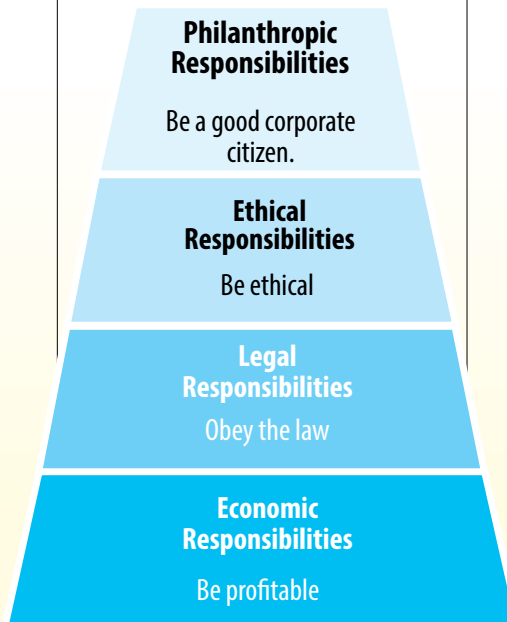 Philanthropic
Responsibilities
Be a good corporate
citizen.
Ethical
Responsibilities
Be ethical
Legal
Responsibilities
Obey the law
Economic
Responsibilities
Be profitable